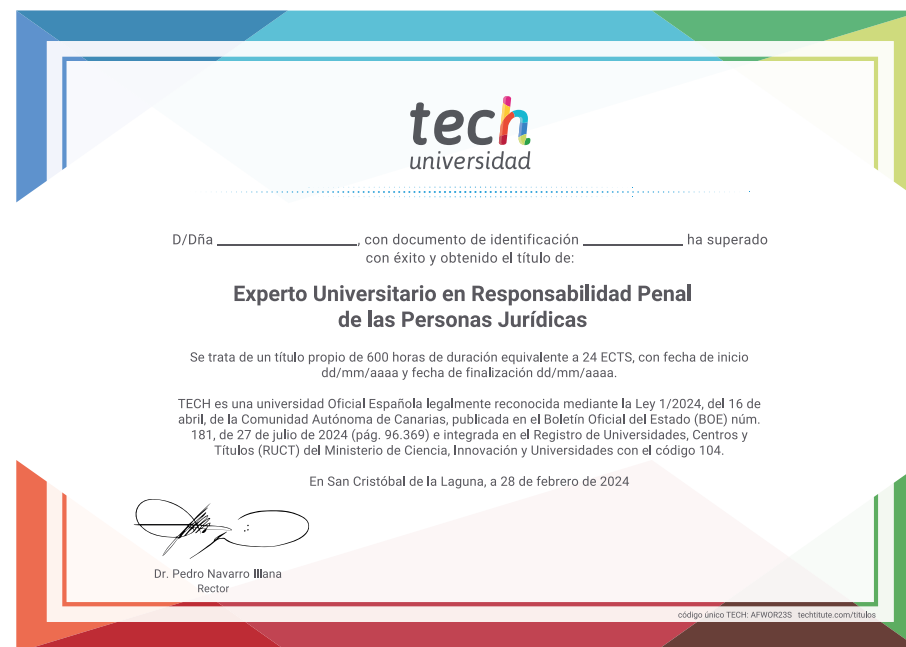 tech
universidad
D/Dña ____________________, con documento de identificación ______________ ha superado
con éxito y obtenido el título de:
Experto Universitario en Responsabilidad Penal
de las Personas Jurídicas
Se trata de un título propio de 600 horas de duración equivalente a 24 ECTS, con fecha de inicio
dd/mm/aaaa y fecha de finalización dd/mm/aaaa.
TECH es una universidad Oficial Española legalmente reconocida mediante la Ley 1/2024, del 16 de
abril, de la Comunidad Autónoma de Canarias, publicada en el Boletín Oficial del Estado (BOE) núm.
181, de 27 de julio de 2024 (pág. 96.369) e integrada en el Registro de Universidades, Centros y
Títulos (RUCT) del Ministerio de Ciencia, Innovación y Universidades con el código 104.
En San Cristóbal de la Laguna, a 28 de febrero de 2024
Dr. Pedro Navarro Illana
Rector
código único TECH: AFWOR23S techtitute.com/titulos